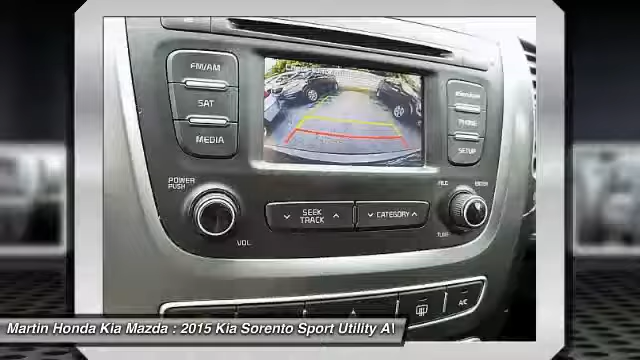 FM/AM
SAT
MEDIA
PHONE
SETUP
POWER
PUSH
VOL
SEEK
TRACK
CATEGORY
FILE
ENTER
TUNE
A/C
Martin Honda Kia Mazda : 2015 Kia Sorento Sport Utility A\